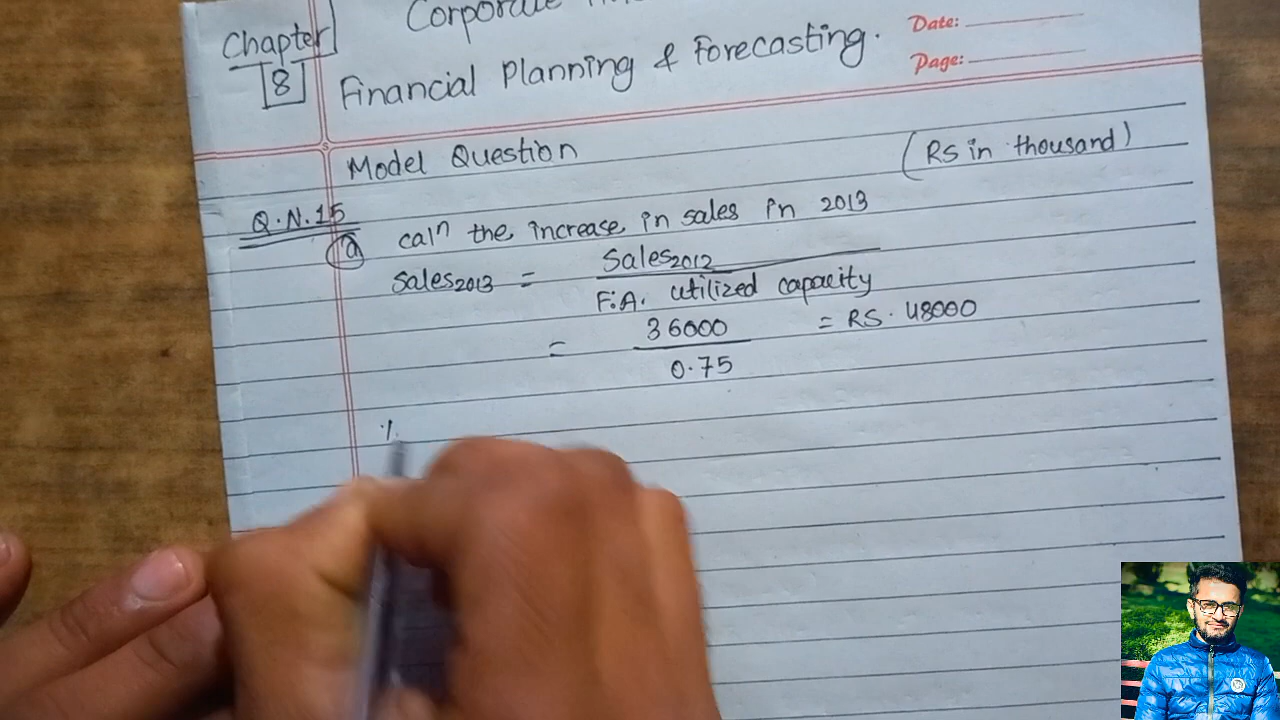 Chapter
8
Corporate
Financial Planning & Forecasting.
Date:
Page:
Model Question
(RS in thousand)
Q.N.15
a calⁿ the increase in sales in 2013
Sales2013 = Sales2012
F.A. utilized capacity
= 36000 = RS. 48000
0.75